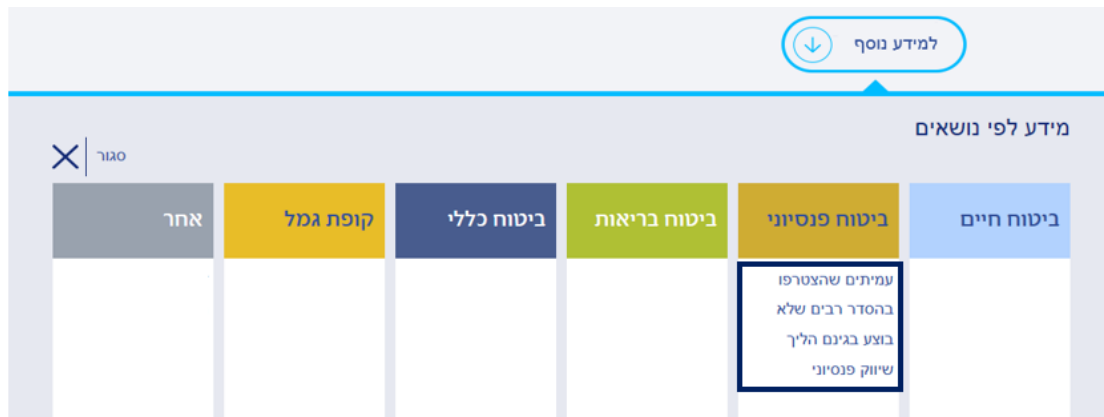 למידע נוסף
מידע לפי נושאים
סגור
ביטוח חיים
ביטוח פנסיוני
ביטוח בריאות
ביטוח כללי
קופת גמל
אחר
עמיתים שהצטרפו
בהסדר רבים שלא
בוצע בגינם הליך
שיווק פנסיוני